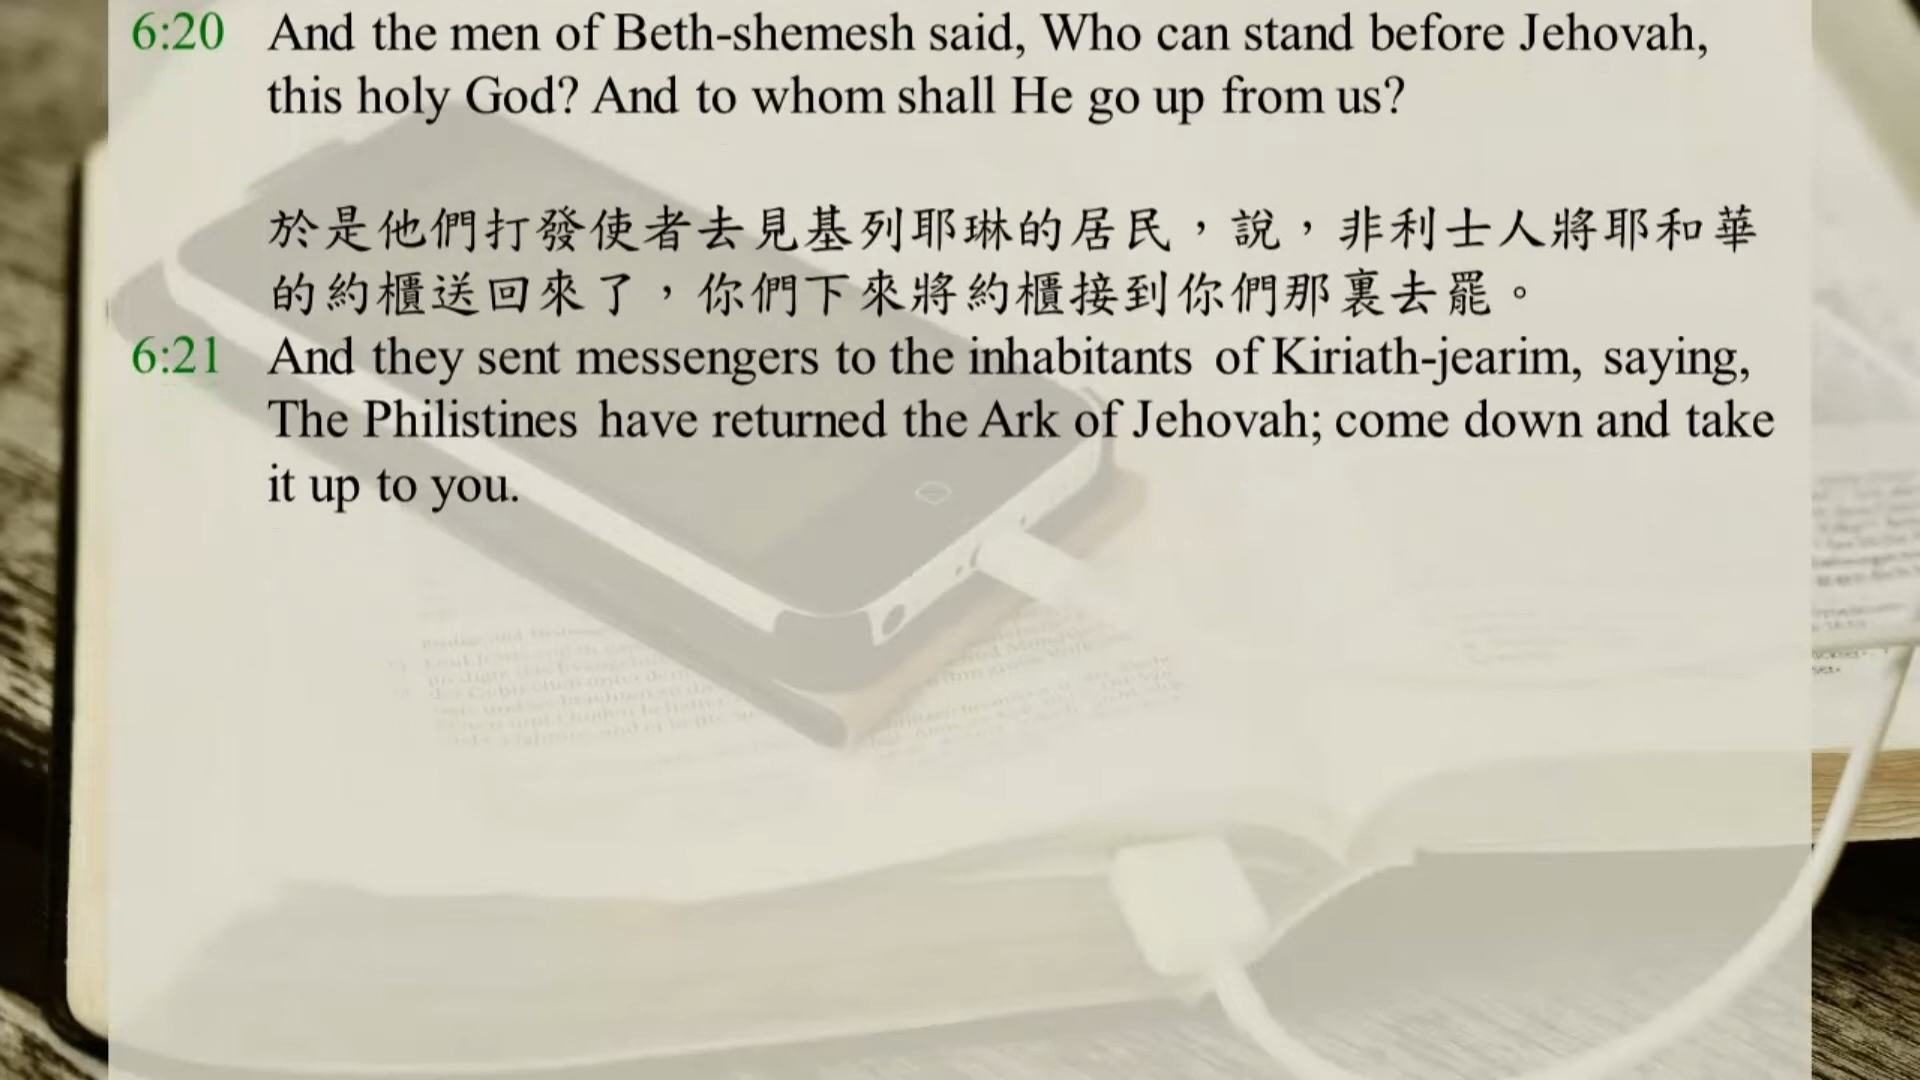 6:20 And the men of Beth-shemesh said, Who can stand before Jehovah,
this holy God? And to whom shall He go up from us?
於是他們打發使者去見基列耶琳的居民，說，非利士人將耶和華
的約櫃送回來了，你們下來將約櫃接到你們那裏去罷。
6:21 And they sent messengers to the inhabitants of Kiriath-jearim, saying,
The Philistines have returned the Ark of Jehovah; come down and take
it up to you.